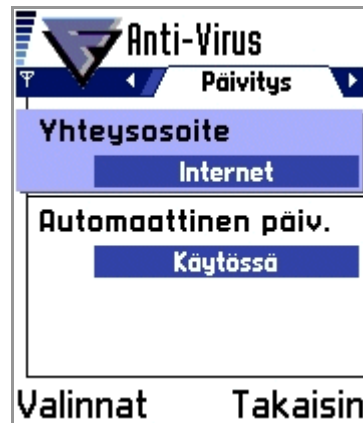 Anti-Virus
Päivitys
Yhteysosoite
Internet
Automaattinen päiv.
Käytössä
Valinnat Takaisin